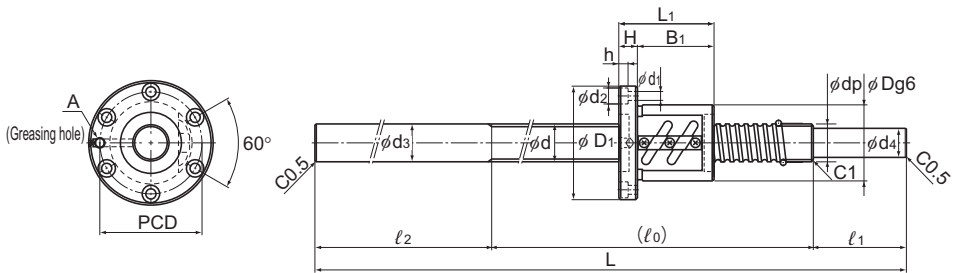 A
(Greasing hole)
60°
PCD
L1
H
B1
h
φd1
φd2
φdp
φDg6
φd3
φd
φD1
φd4
C0.5
C1
C0.5
ℓ2
(ℓ0)
ℓ1
L